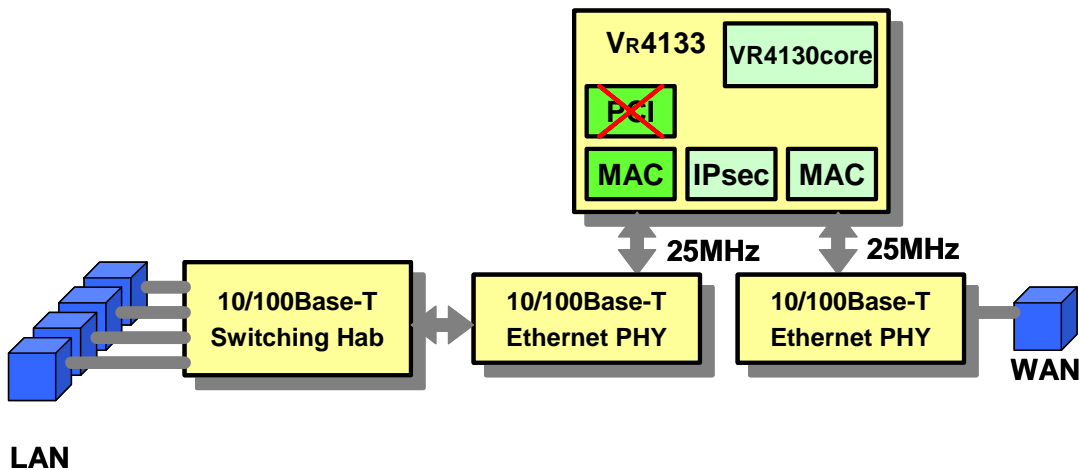 VR4133
VR4130core
PCI
MAC
IPsec
MAC
25MHz
25MHz
10/100Base-T
Switching Hab
10/100Base-T
Ethernet PHY
10/100Base-T
Ethernet PHY
WAN
LAN